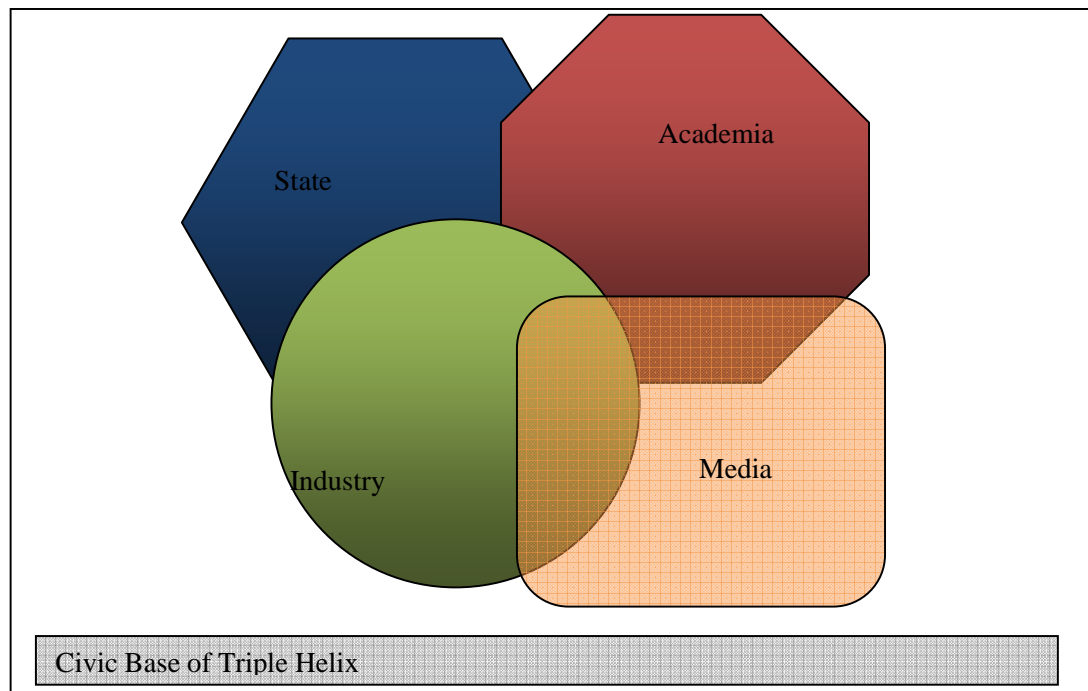 Academia
State
Industry
Media
Civic Base of Triple Helix